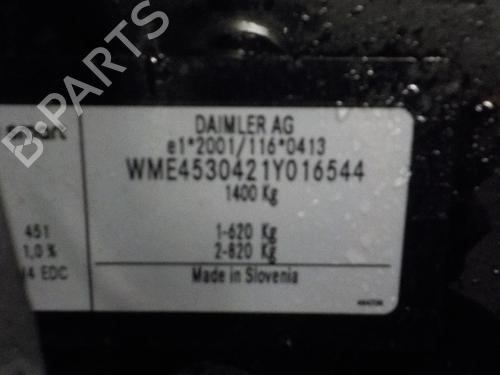 B-PARTS
DAIMLER AG
e1*2001/116*0413
WME4530421Y016544
1400 Kg
1-620 Kg
2-820 Kg
Made in Slovenia
451
1,0 %
4 EDC